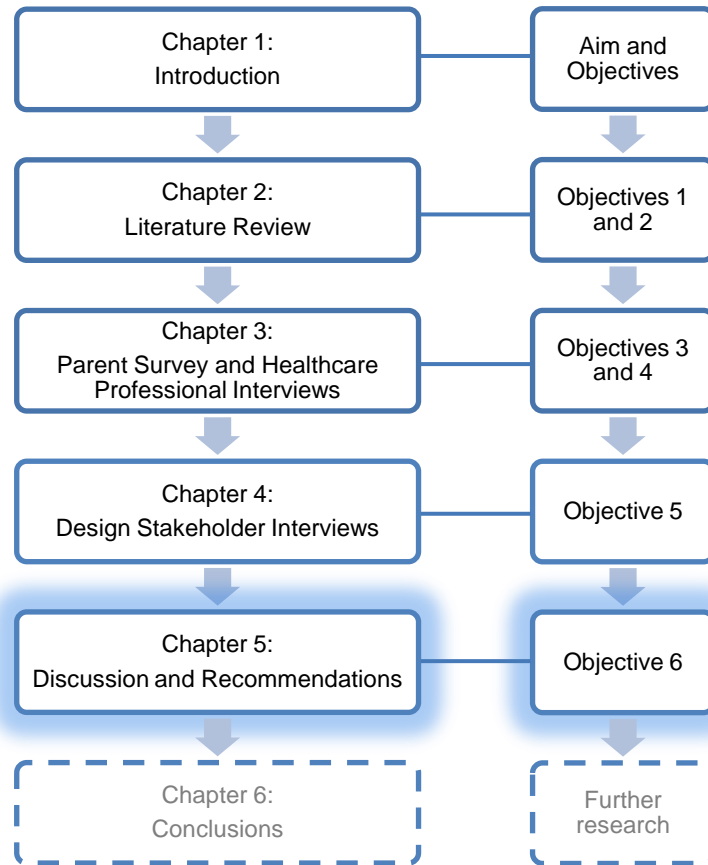 Chapter 1:
Introduction
Aim and
Objectives
Chapter 2:
Literature Review
Objectives 1
and 2
Chapter 3:
Parent Survey and Healthcare
Professional Interviews
Objectives 3
and 4
Chapter 4:
Design Stakeholder Interviews
Objective 5
Chapter 5:
Discussion and Recommendations
Objective 6
Chapter 6:
Conclusions
Further
research